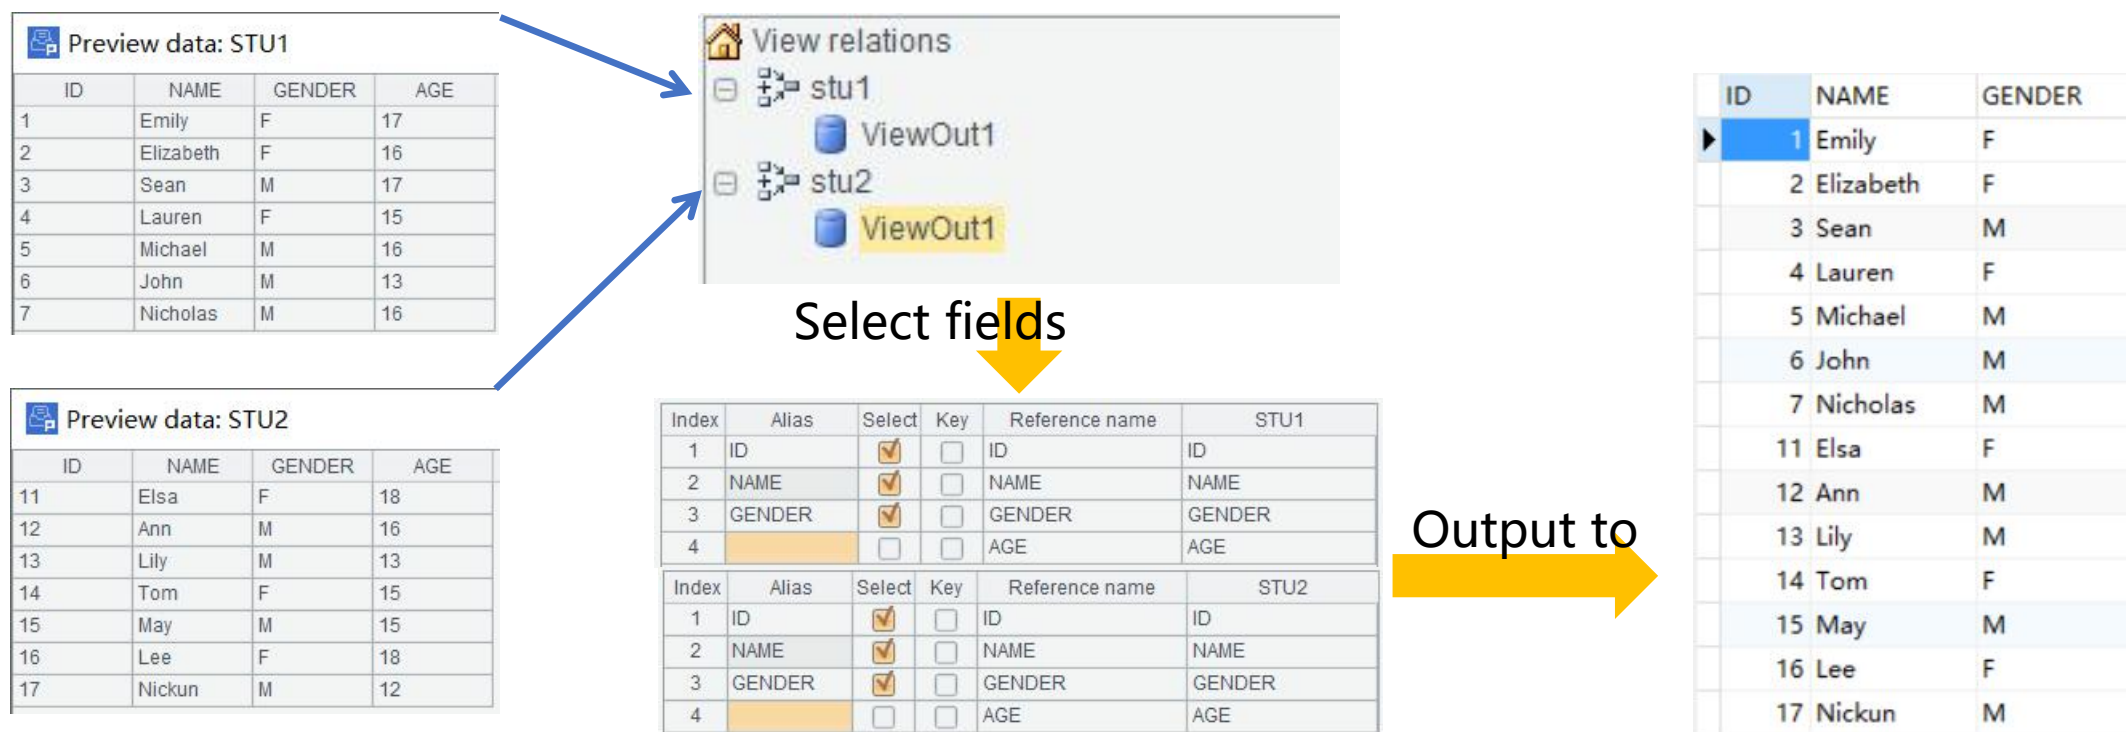 Preview data: STU1
ID NAME GENDER AGE
1 Emily F 17
2 Elizabeth F 16
3 Sean M 17
4 Lauren F 15
5 Michael M 16
6 John M 13
7 Nicholas M 16
Preview data: STU2
ID NAME GENDER AGE
11 Elsa F 18
12 Ann M 16
13 Lily M 13
14 Tom F 15
15 May M 15
16 Lee F 18
17 Nickun M 12
View relations
stu1
ViewOut1
stu2
ViewOut1
Select fields
Index Alias Select Key Reference name STU1
1 ID ID ID
2 NAME NAME NAME
3 GENDER GENDER GENDER
4 AGE AGE
Index Alias Select Key Reference name STU2
1 ID ID ID
2 NAME NAME NAME
3 GENDER GENDER GENDER
4 AGE AGE
Output to
ID NAME GENDER
1 Emily F
2 Elizabeth F
3 Sean M
4 Lauren F
5 Michael M
6 John M
7 Nicholas M
11 Elsa F
12 Ann M
13 Lily M
14 Tom F
15 May M
16 Lee F
17 Nickun M